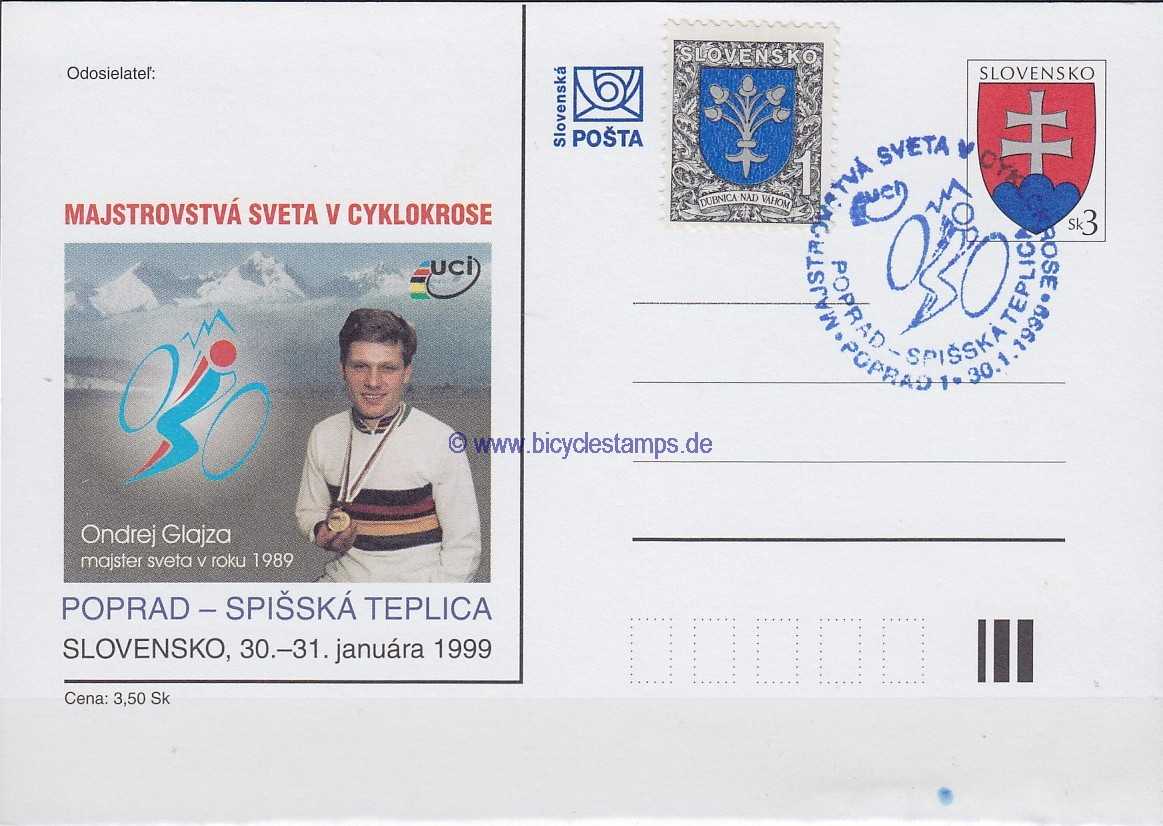 Odosielateľ:
MAJSTROVSTVÁ SVETA V CYKLOKROSE
uci
Ondrej Glajza
majster sveta v roku 1989
POPRAD – SPIŠSKÁ TEPLICA
SLOVENSKO, 30.–31. januára 1999
Cena: 3,50 Sk
Slovenská
POŠTA
SLOVENSKO
1
DUBNICA NAD VÁHOM
SLOVENSKO
Sk3
MAJSTROVSTVÁ SVETA V CYKLOKROSE
uci
POPRAD – SPIŠSKÁ TEPLICA
• POPRAD 1 • 30.1.1999 •
© www.bicyclestamps.de